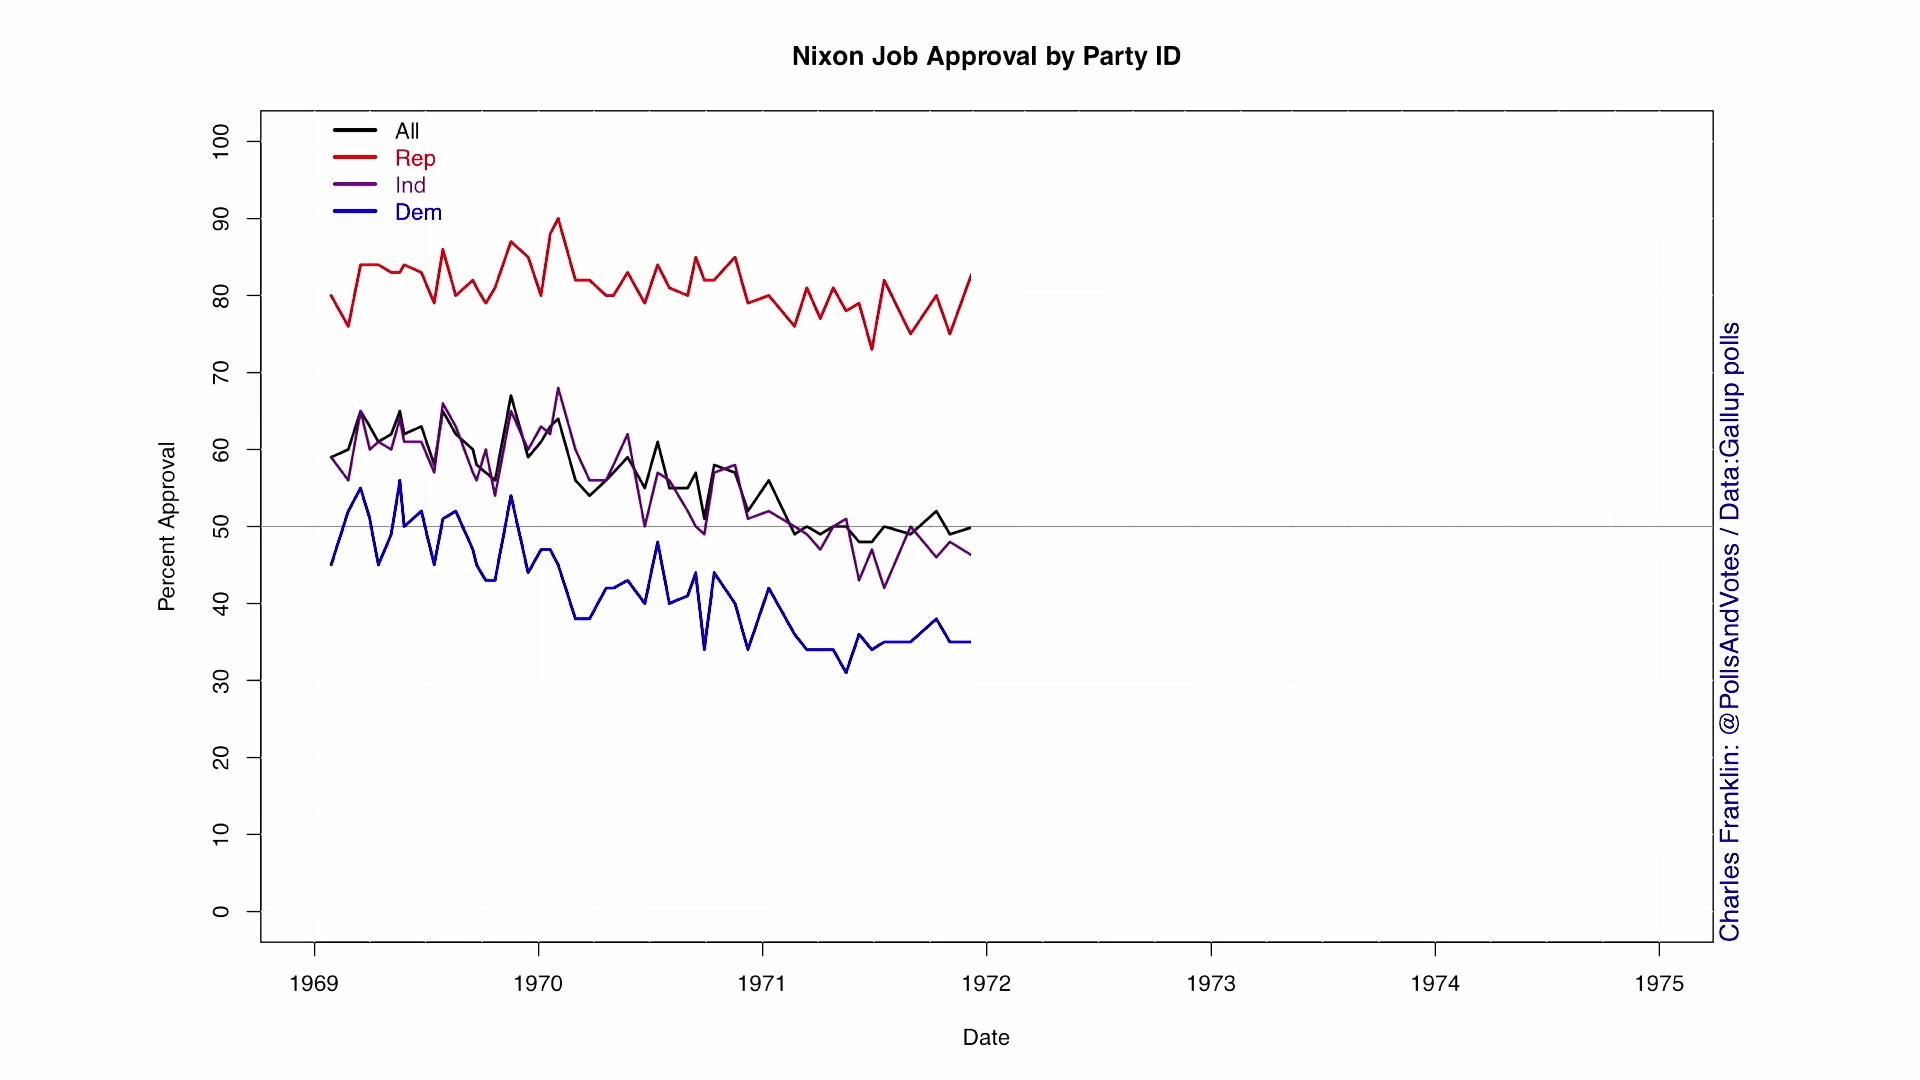 Nixon Job Approval by Party ID
All
Rep
Ind
Dem
100
90
80
70
60
50
40
30
20
10
0
Percent Approval
1969 1970 1971 1972 1973 1974 1975
Date
Charles Franklin: @PollsAndVotes / Data:Gallup polls